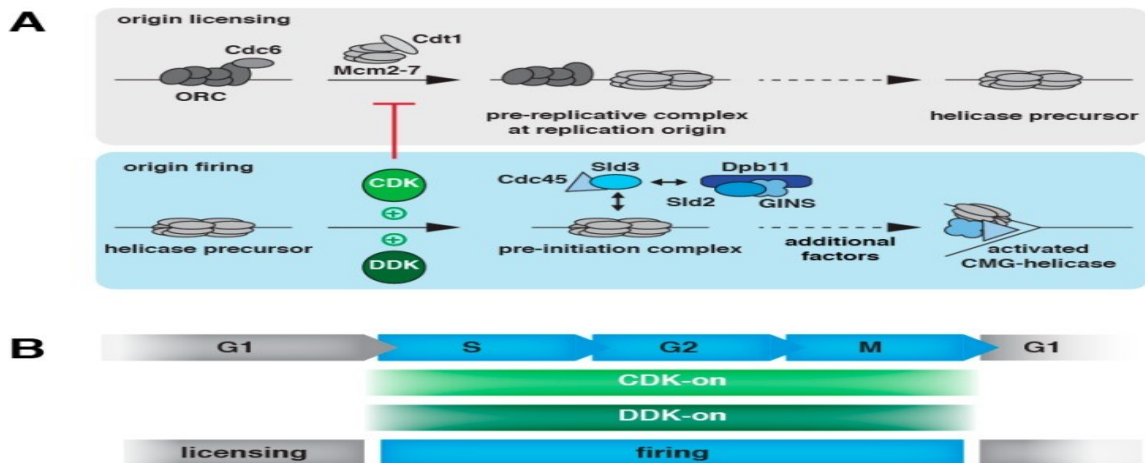 A
origin licensing
Cdc6
ORC
Cdt1
Mcm2-7
pre-replicative complex
at replication origin
helicase precursor
origin firing
CDK
+
+
DDK
helicase precursor
Cdc45
Sld3
Dpb11
Sld2
GINS
pre-initiation complex
additional
factors
activated
CMG-helicase
B
G1 S G2 M G1
CDK-on
DDK-on
licensing firing